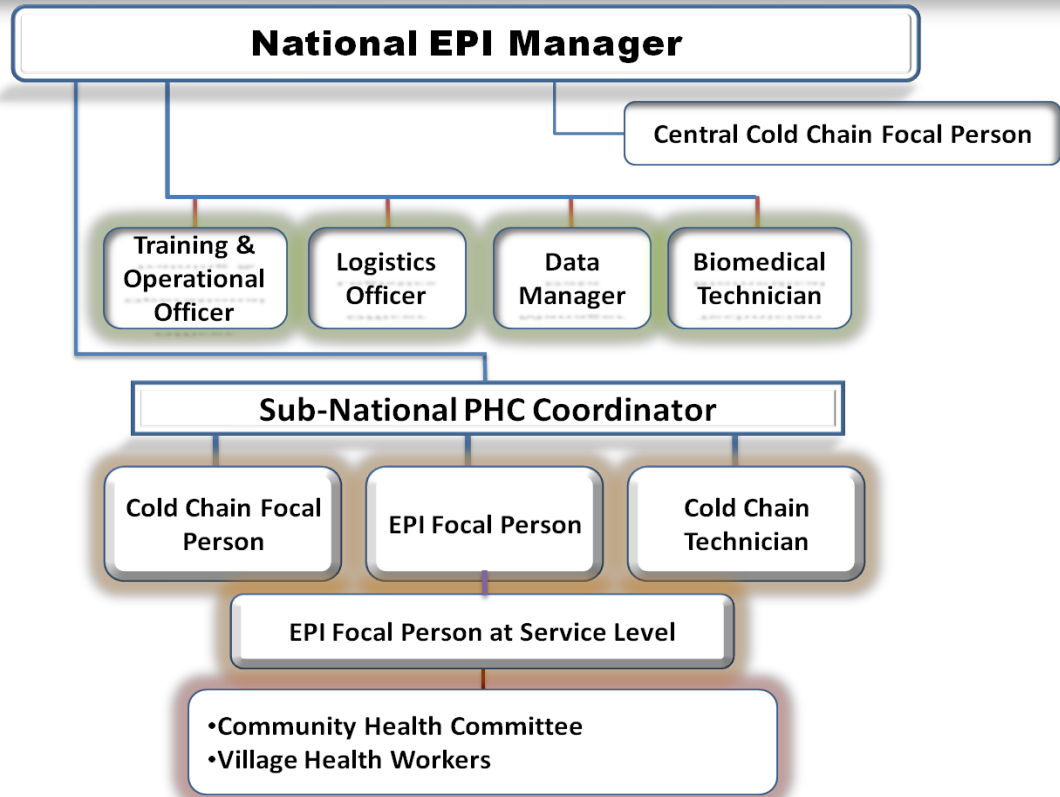 National EPI Manager
Central Cold Chain Focal Person
Training &
Operational
Officer
Logistics
Officer
Data
Manager
Biomedical
Technician
Sub-National PHC Coordinator
Cold Chain Focal
Person
EPI Focal Person
Cold Chain
Technician
EPI Focal Person at Service Level
•Community Health Committee
•Village Health Workers